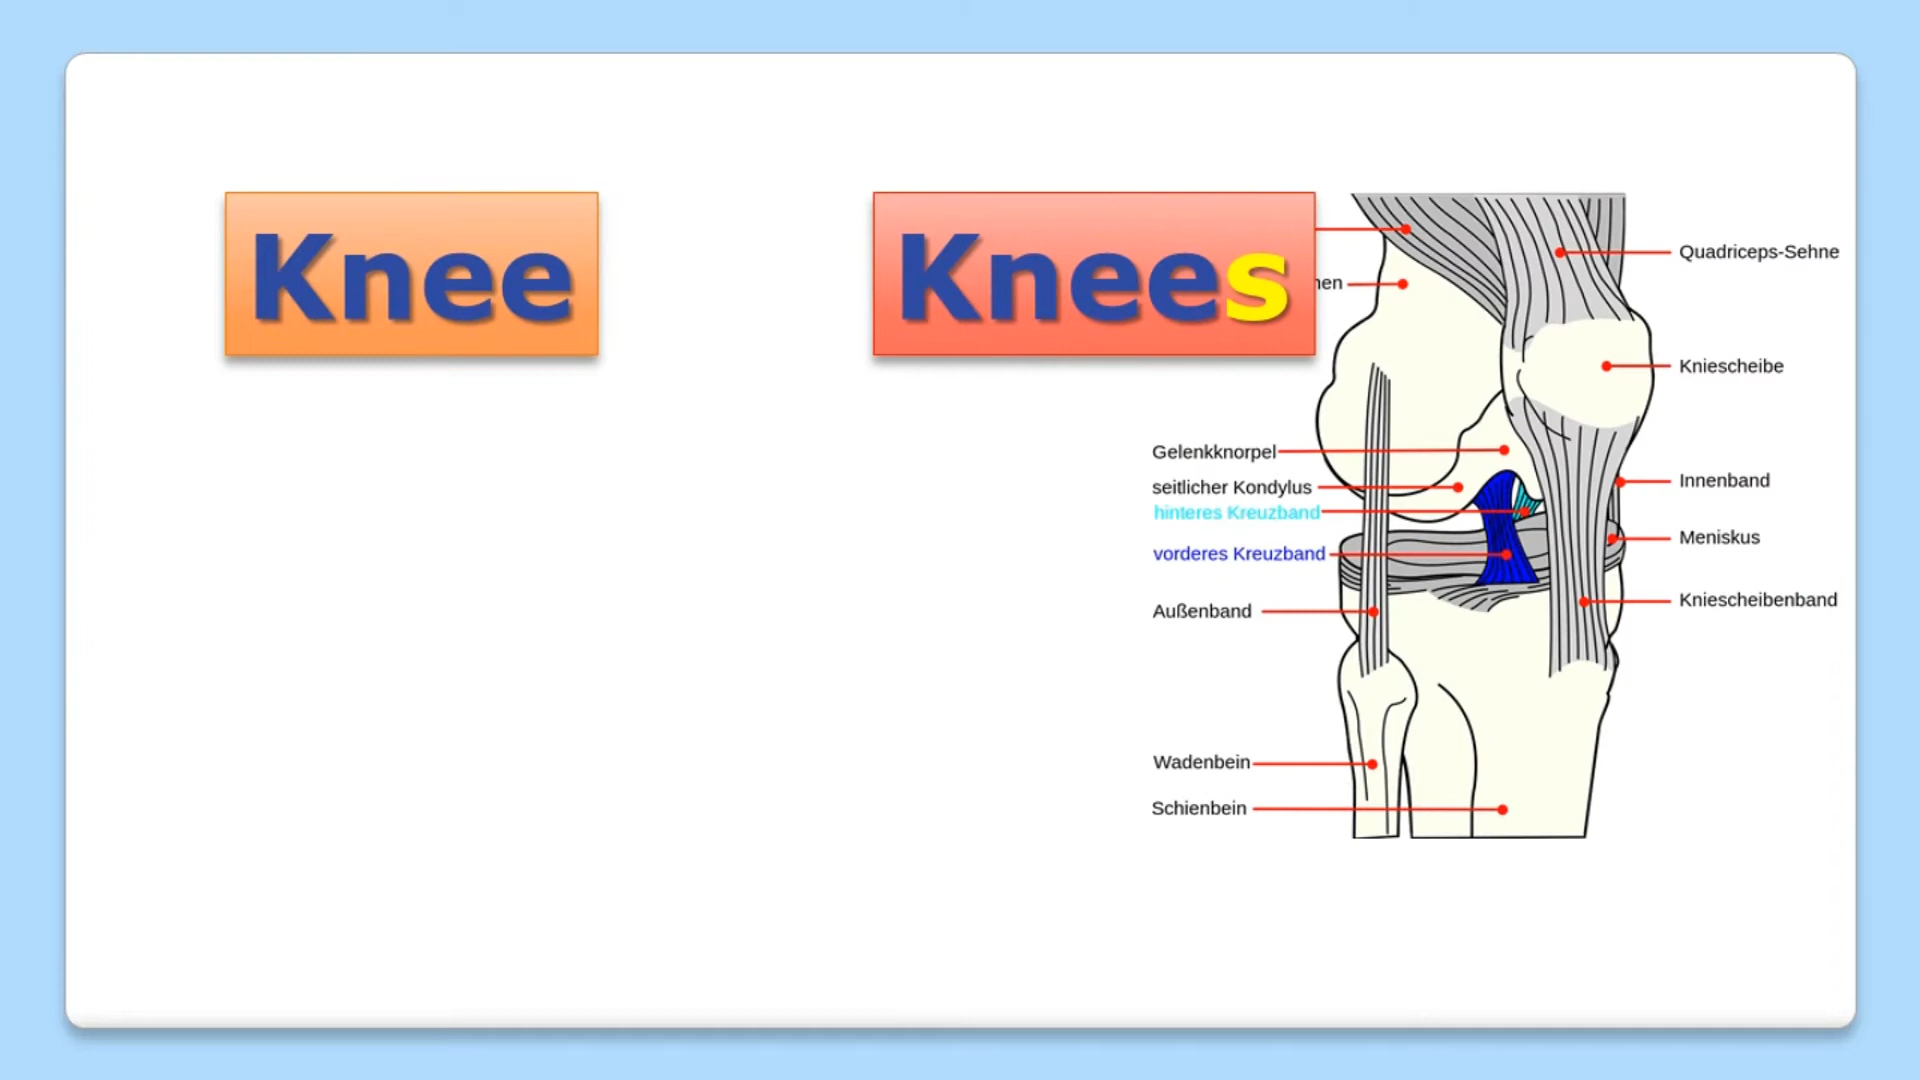 Knee
Knees
Quadriceps-Sehne
Kniescheibe
Gelenkknorpel
seitlicher Kondylus
hinteres Kreuzband
vorderes Kreuzband
Außenband
Innenband
Meniskus
Kniescheibenband
Wadenbein
Schienbein